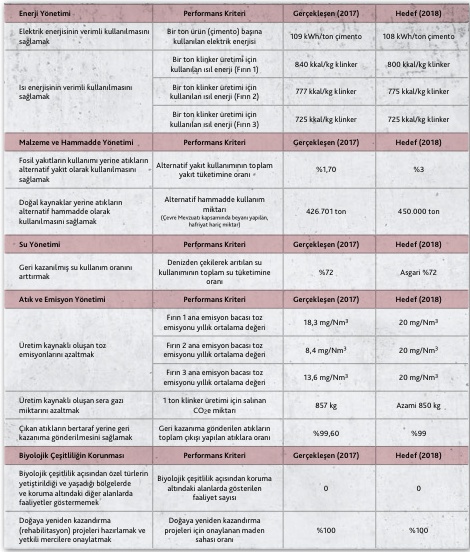 Enerji Yönetimi Performans Kriteri Gerçekleşen (2017) Hedef (2018)
Elektrik enerjisinin verimli kullanılmasını
sağlamak
Bir ton ürün (çimento) başına
kullanılan elektrik enerjisi
109 kWh/ton çimento 108 kWh/ton çimento
Isı enerjisinin verimli kullanılmasını
sağlamak
Bir ton klinker üretimi için
kullanılan ısıl enerji (Fırın 1)
840 kkal/kg klinker 800 kkal/kg klinker
Bir ton klinker üretimi için
kullanılan ısıl enerji (Fırın 2)
777 kkal/kg klinker 775 kkal/kg klinker
Bir ton klinker üretimi için
kullanılan ısıl enerji (Fırın 3)
725 kkal/kg klinker 725 kkal/kg klinker
Malzeme ve Hammadde Yönetimi Performans Kriteri Gerçekleşen (2017) Hedef (2018)
Fosil yakıtların kullanımı yerine atıkların
alternatif yakıt olarak kullanılmasını
sağlamak
Alternatif yakıt kullanımının toplam
yakıt tüketimine oranı
%1,70 %3
Doğal kaynaklar yerine atıkların
alternatif hammadde olarak
kullanılmasını sağlamak
Alternatif hammadde kullanım
miktarı
(Çevre Mevzuatı kapsamında beyanı yapılan,
hafriyat hariç miktar)
426.701 ton 450.000 ton
Su Yönetimi Performans Kriteri Gerçekleşen (2017) Hedef (2018)
Geri kazanılmış su kullanım oranını
arttırmak
Denizden çekilerek arıtılan su
kullanımının toplam su tüketimine
oranı
%72 Asgari %72
Atık ve Emisyon Yönetimi Performans Kriteri Gerçekleşen (2017) Hedef (2018)
Üretim kaynaklı oluşan toz
emisyonlarını azaltmak
Fırın 1 ana emisyon bacası toz
emisyonu yıllık ortalama değeri
18,3 mg/Nm³ 20 mg/Nm³
Fırın 2 ana emisyon bacası toz
emisyonu yıllık ortalama değeri
8,4 mg/Nm³ 20 mg/Nm³
Fırın 3 ana emisyon bacası toz
emisyonu yıllık ortalama değeri
13,6 mg/Nm³ 20 mg/Nm³
Üretim kaynaklı oluşan sera gazı
miktarını azaltmak
1 ton klinker üretimi için salınan
CO₂e miktarı
857 kg Azami 850 kg
Çıkan atıkların bertaraf yerine geri
kazanıma gönderilmesini sağlamak
Geri kazanıma gönderilen atıkların
toplam çıkışı yapılan atıklara oranı
%99,60 %99
Biyolojik Çeşitliliğin Korunması Performans Kriteri Gerçekleşen (2017) Hedef (2018)
Biyolojik çeşitlilik açısından özel türlerin
yetiştirildiği ve yaşadığı bölgelerde
ve koruma altındaki diğer alanlarda
faaliyetler göstermemek
Biyolojik çeşitlilik açısından koruma
altındaki alanlarda gösterilen
faaliyet sayısı
0 0
Doğaya yeniden kazandırma
(rehabilitasyon) projeleri hazırlamak ve
yetkili mercilere onaylatmak
Doğaya yeniden kazandırma
projeleri için onaylanan maden
sahası oranı
%100 %100